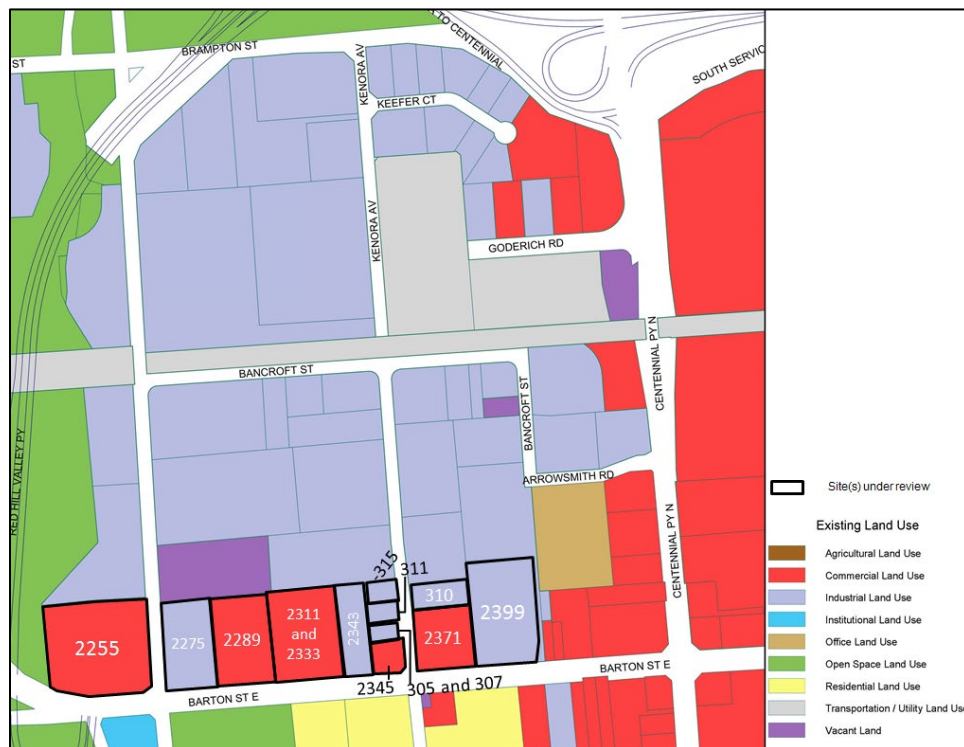 BRAMPTON ST
ST
KENORA AV
TO CENTENNIAL
SOUTH SERVIC
KEEFER CT
KENORA AV
GODERICH RD
CENTENNIAL PY N
BANCROFT ST
BANCROFT ST
RED HILL VALLEY PY
ARROWSMITH RD
CENTENNIAL PY N
315
311
310
2399
2255
2275
2289
2311
and
2333
2343
2371
2345
305 and 307
BARTON ST E
BARTON ST E
Site(s) under review
Existing Land Use
Agricultural Land Use
Commercial Land Use
Industrial Land Use
Institutional Land Use
Office Land Use
Open Space Land Use
Residential Land Use
Transportation / Utility Land Use
Vacant Land